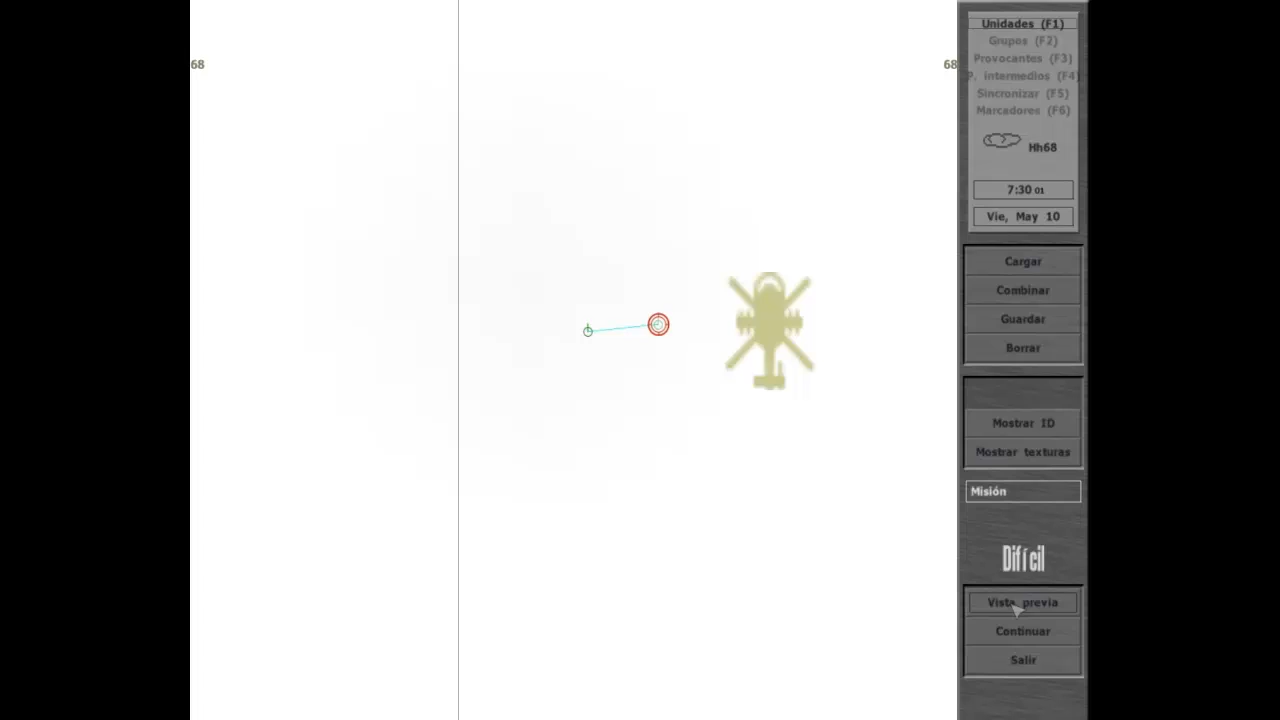 68
68
Unidades (F1)
Grupos (F2)
Provocantes (F3)
P. intermedios (F4)
Sincronizar (F5)
Marcadores (F6)
Hh68
7:30 01
Vie, May 10
Cargar
Combinar
Guardar
Borrar
Mostrar ID
Mostrar texturas
Misión
Difícil
Vista previa
Continuar
Salir